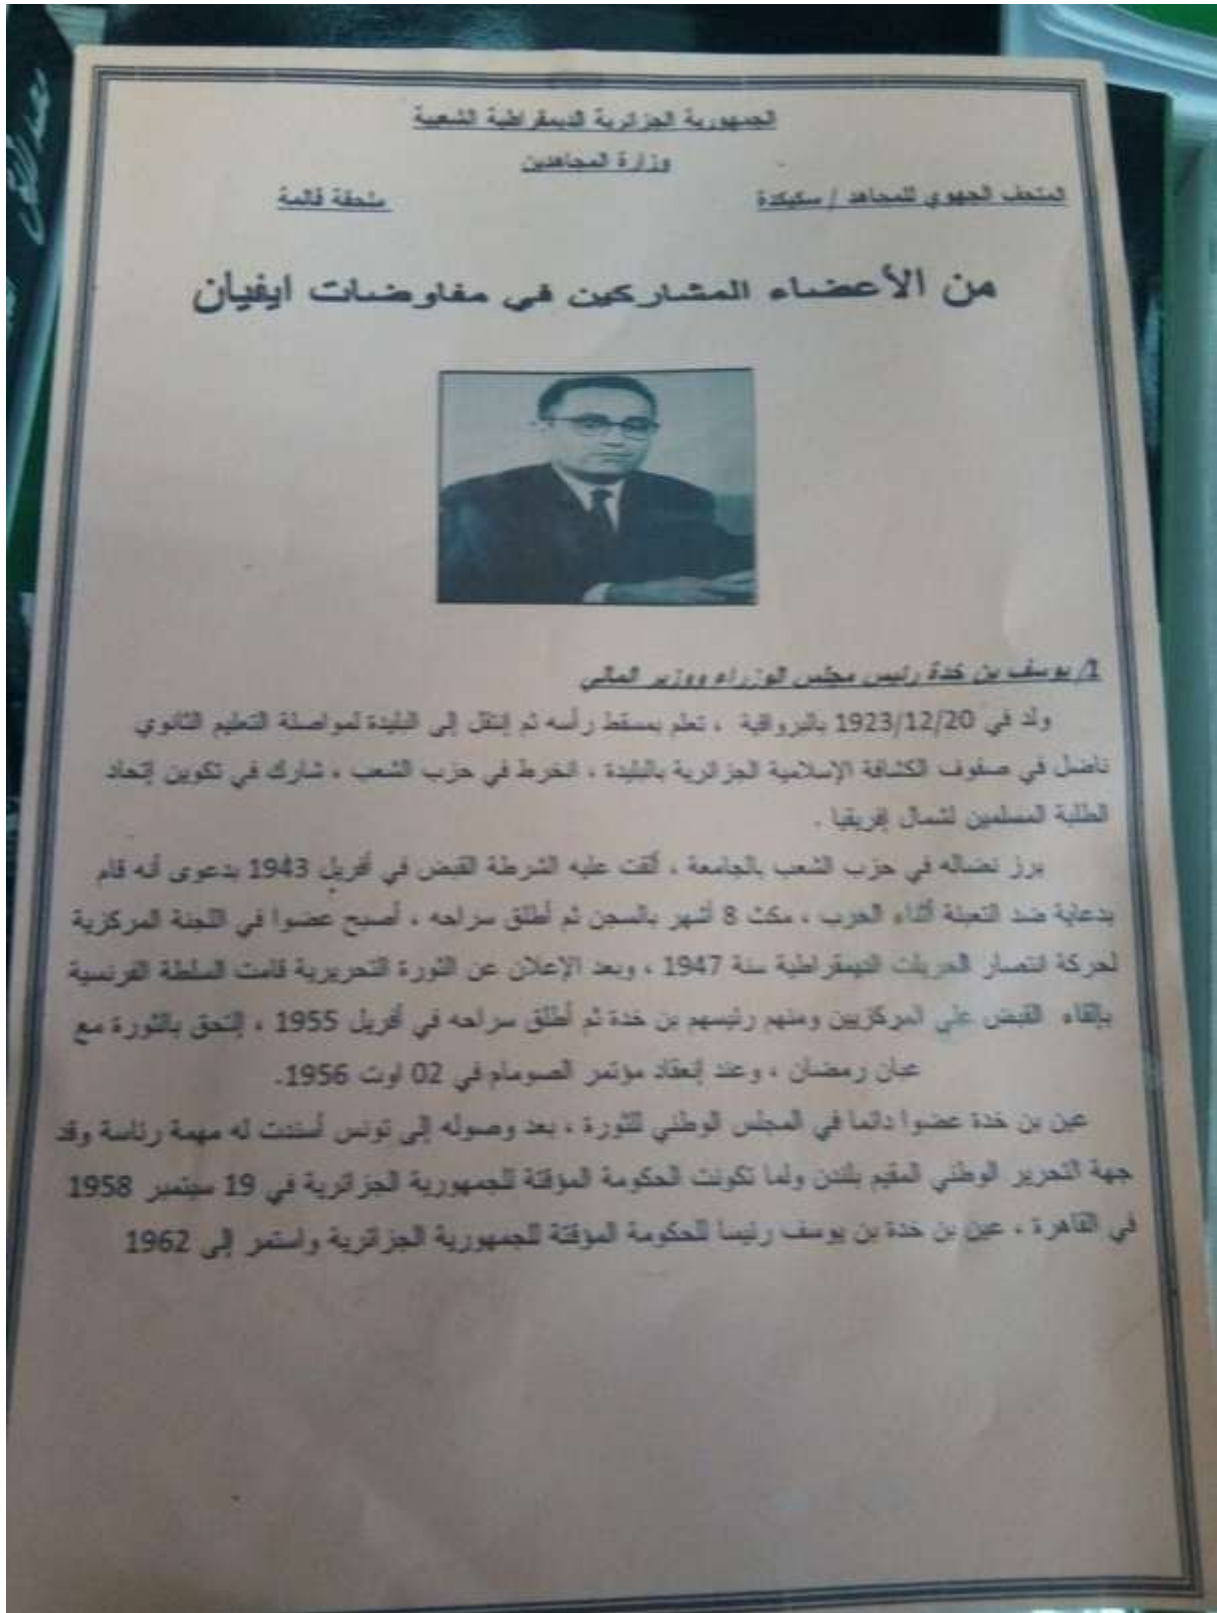 الجمهورية الجزائرية الديمقراطية الشعبية
وزارة المجاهدين
المتحف الجهوي للمجاهد / سكيكدة
ملحقة قالمة
من الأعضاء المشاركين في مفاوضات ايفيان
1/ يوسف بن خدة رئيس مجلس الوزراء ووزير المالي
ولد في 1923/12/20 بالبرواقية ، تعلم بمسقط رأسه ثم إنتقل إلى البليدة لمواصلة التعليم الثانوي
ناضل في صفوف الكشافة الإسلامية الجزائرية بالبليدة ، انخرط في حزب الشعب ، شارك في تكوين إتحاد
الطلبة المسلمين لشمال إفريقيا .
برز نضاله في حزب الشعب بالجامعة ، ألقت عليه الشرطة القبض في أفريل 1943 بدعوى أنه قام
بدعاية ضد التعبئة أثناء الحرب ، مكث 8 أشهر بالسجن ثم أطلق سراحه ، أصبح عضوا في اللجنة المركزية
لحركة انتصار الحريات الديمقراطية سنة 1947 ، وبعد الإعلان عن الثورة التحريرية قامت السلطة الفرنسية
بإلقاء القبض علي المركزيين ومنهم رئيسهم بن خدة ثم أطلق سراحه في أفريل 1955 ، إلتحق بالثورة مع
عبان رمضان ، وعند إنعقاد مؤتمر الصومام في 02 اوت 1956.
عين بن خدة عضوا دائما في المجلس الوطني للثورة ، بعد وصوله إلى تونس أسندت له مهمة رئاسة وفد
جبهة التحرير الوطني المقيم بلندن ولما تكونت الحكومة المؤقتة للجمهورية الجزائرية في 19 سبتمبر 1958
في القاهرة ، عين بن خدة بن يوسف رئيسا للحكومة المؤقتة للجمهورية الجزائرية واستمر إلى 1962